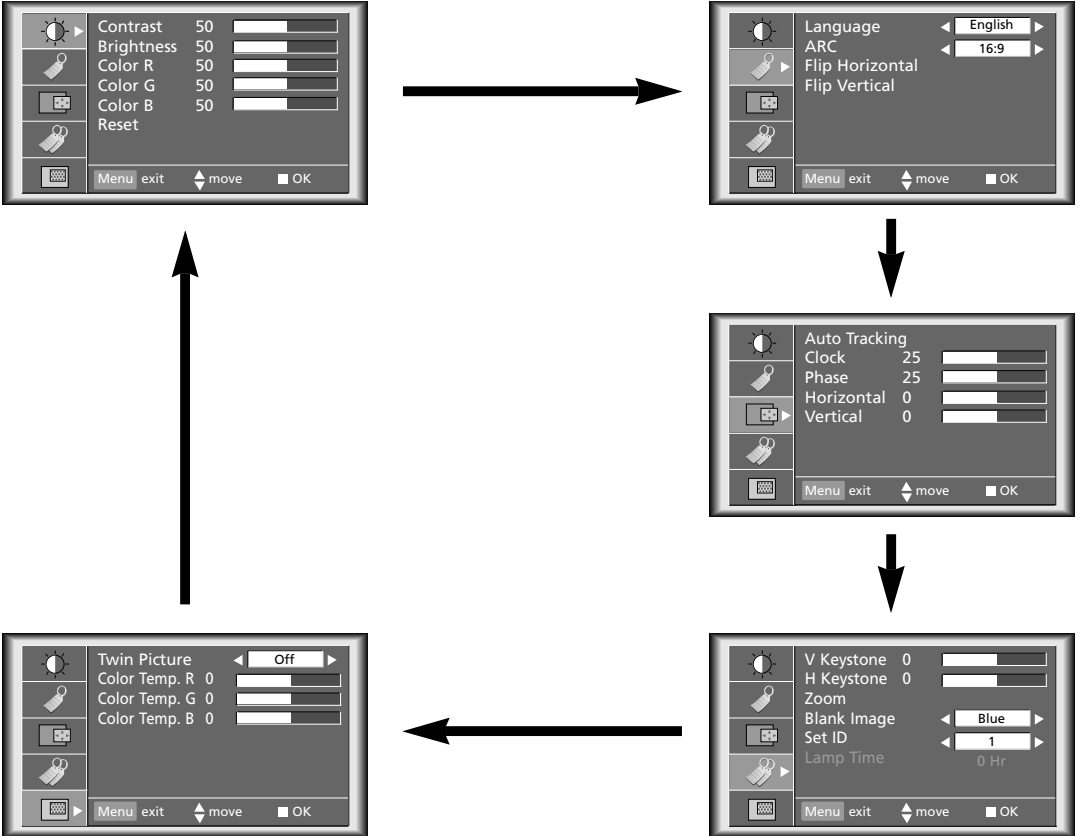 Contrast 50
Brightness 50
Color R 50
Color G 50
Color B 50
Reset
Menu exit move OK
Language English
ARC 16:9
Flip Horizontal
Flip Vertical
Menu exit move OK
Auto Tracking
Clock 25
Phase 25
Horizontal 0
Vertical 0
Menu exit move OK
V Keystone 0
H Keystone 0
Zoom
Blank Image Blue
Set ID 1
Lamp Time 0 Hr
Menu exit move OK
Twin Picture Off
Color Temp. R 0
Color Temp. G 0
Color Temp. B 0
Menu exit move OK